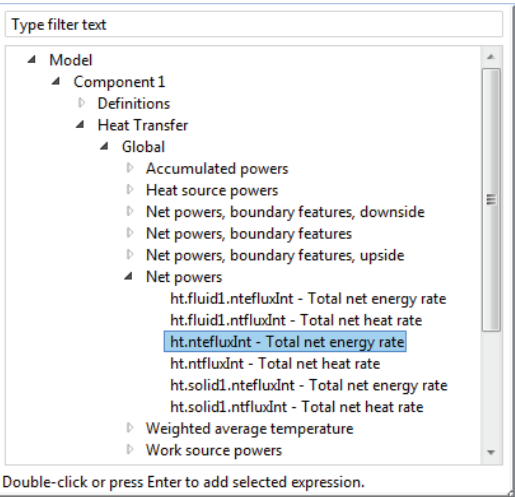 Type filter text
Model
Component 1
Definitions
Heat Transfer
Global
Accumulated powers
Heat source powers
Net powers, boundary features, downside
Net powers, boundary features
Net powers, boundary features, upside
Net powers
ht.fluid1.ntefluxInt - Total net energy rate
ht.fluid1.ntfluxInt - Total net heat rate
ht.ntefluxInt - Total net energy rate
ht.ntfluxInt - Total net heat rate
ht.solid1.ntefluxInt - Total net energy rate
ht.solid1.ntfluxInt - Total net heat rate
Weighted average temperature
Work source powers
Double-click or press Enter to add selected expression.